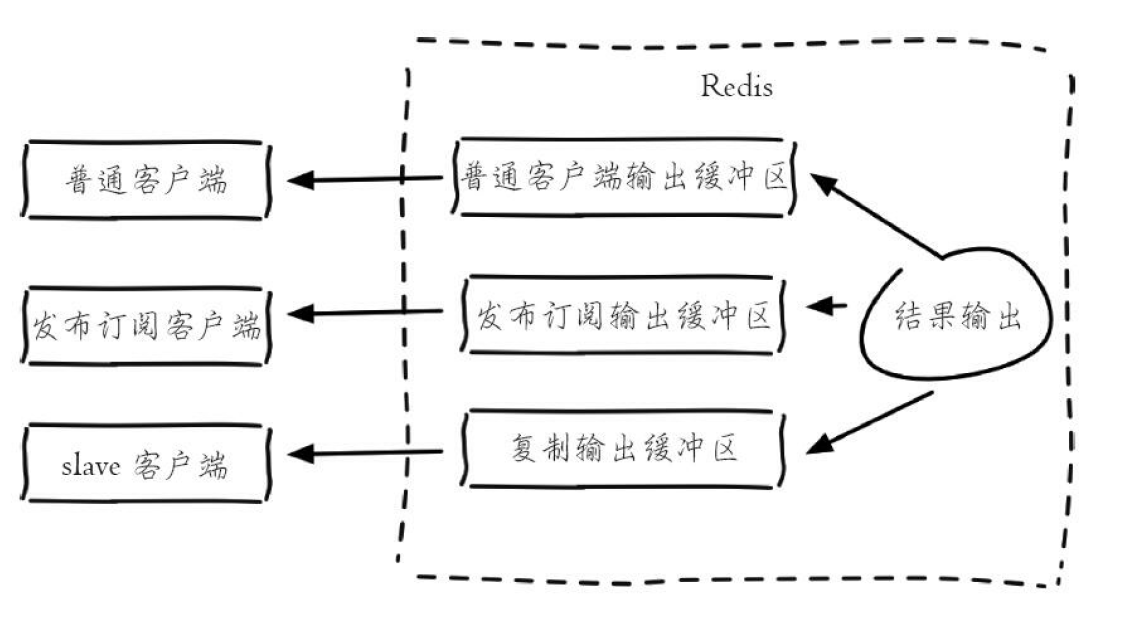 Redis
普通客户端
普通客户端输出缓冲区
发布订阅客户端
发布订阅输出缓冲区
结果输出
slave 客户端
复制输出缓冲区